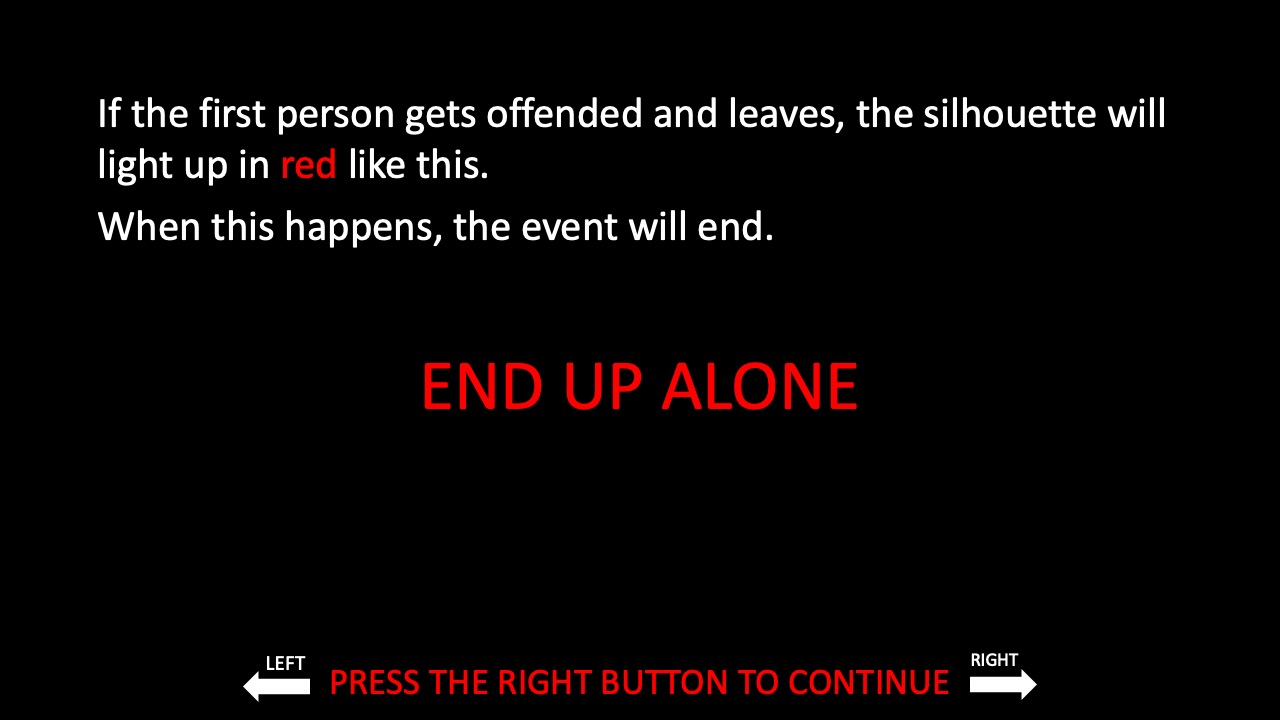 If the first person gets offended and leaves, the silhouette will
light up in red like this.
When this happens, the event will end.
END UP ALONE
LEFT
PRESS THE RIGHT BUTTON TO CONTINUE
RIGHT